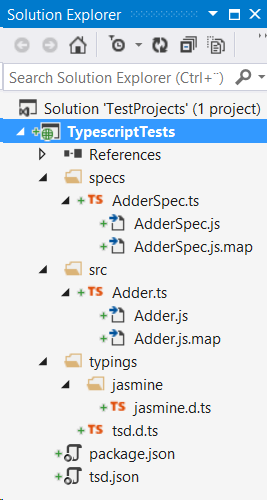 Solution Explorer
Search Solution Explorer (Ctrl+¨)
Solution 'TestProjects' (1 project)
TypescriptTests
References
specs
TS AdderSpec.ts
AdderSpec.js
AdderSpec.js.map
src
TS Adder.ts
Adder.js
Adder.js.map
typings
jasmine
TS jasmine.d.ts
TS tsd.d.ts
package.json
tsd.json